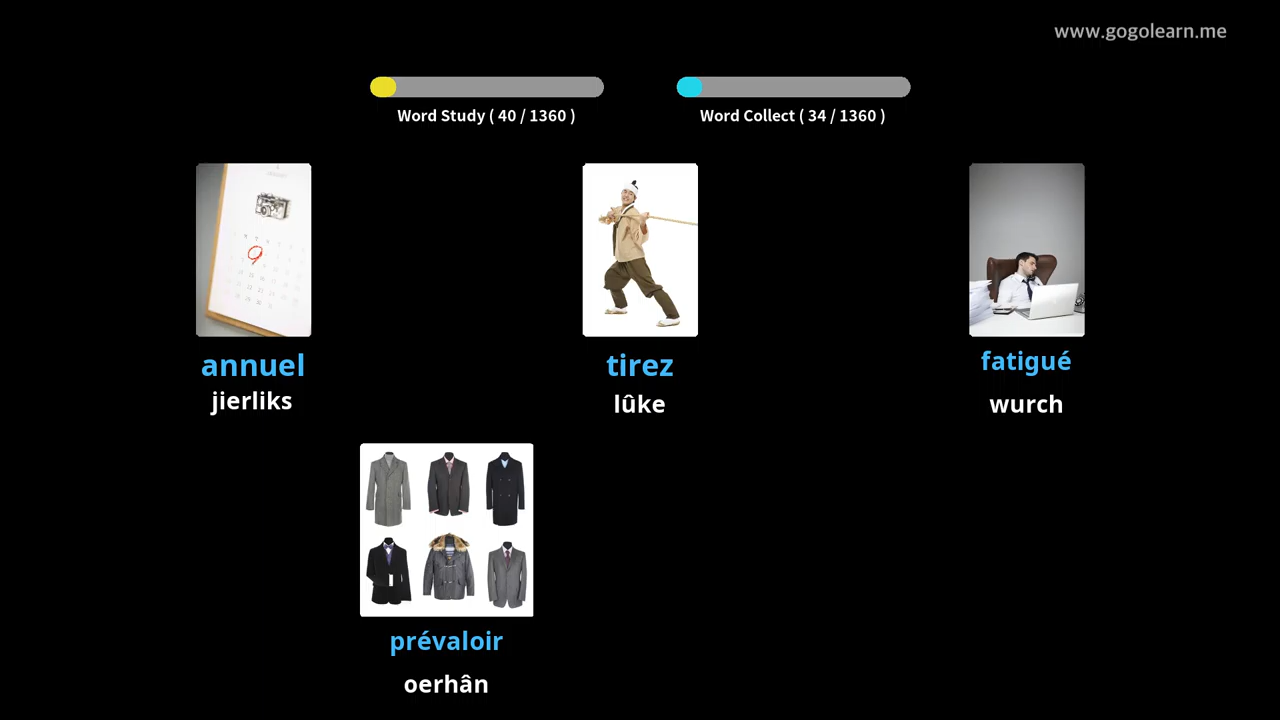 www.gogolearn.me
Word Study ( 40 / 1360 )
Word Collect ( 34 / 1360 )
annuel
jierliks
tirez
lûke
fatigué
wurch
prévaloir
oerhân